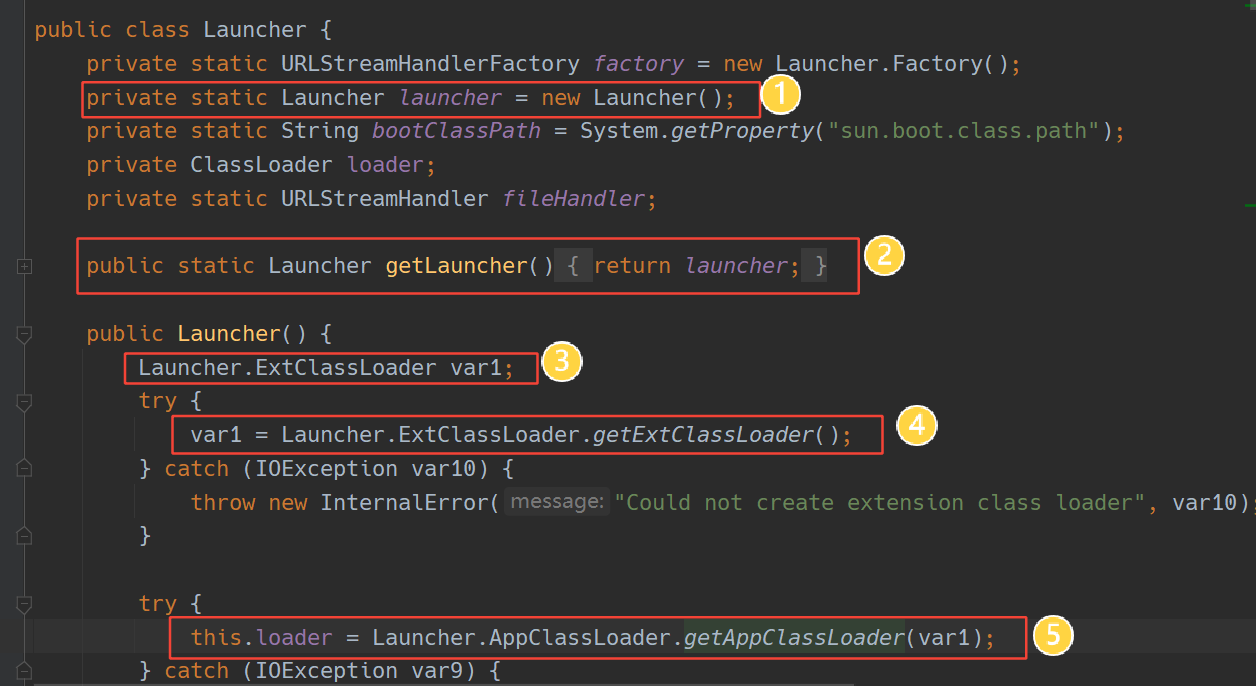 public class Launcher {
private static URLStreamHandlerFactory factory = new Launcher.Factory();
private static Launcher launcher = new Launcher(); 1
private static String bootClassPath = System.getProperty("sun.boot.class.path");
private ClassLoader loader;
private static URLStreamHandler fileHandler;
public static Launcher getLauncher() { return launcher; } 2
public Launcher() {
Launcher.ExtClassLoader var1; 3
try {
var1 = Launcher.ExtClassLoader.getExtClassLoader(); 4
} catch (IOException var10) {
throw new InternalError( message: "Could not create extension class loader", var10);
}
try {
this.loader = Launcher.AppClassLoader.getAppClassLoader(var1); 5
} catch (IOException var9) {